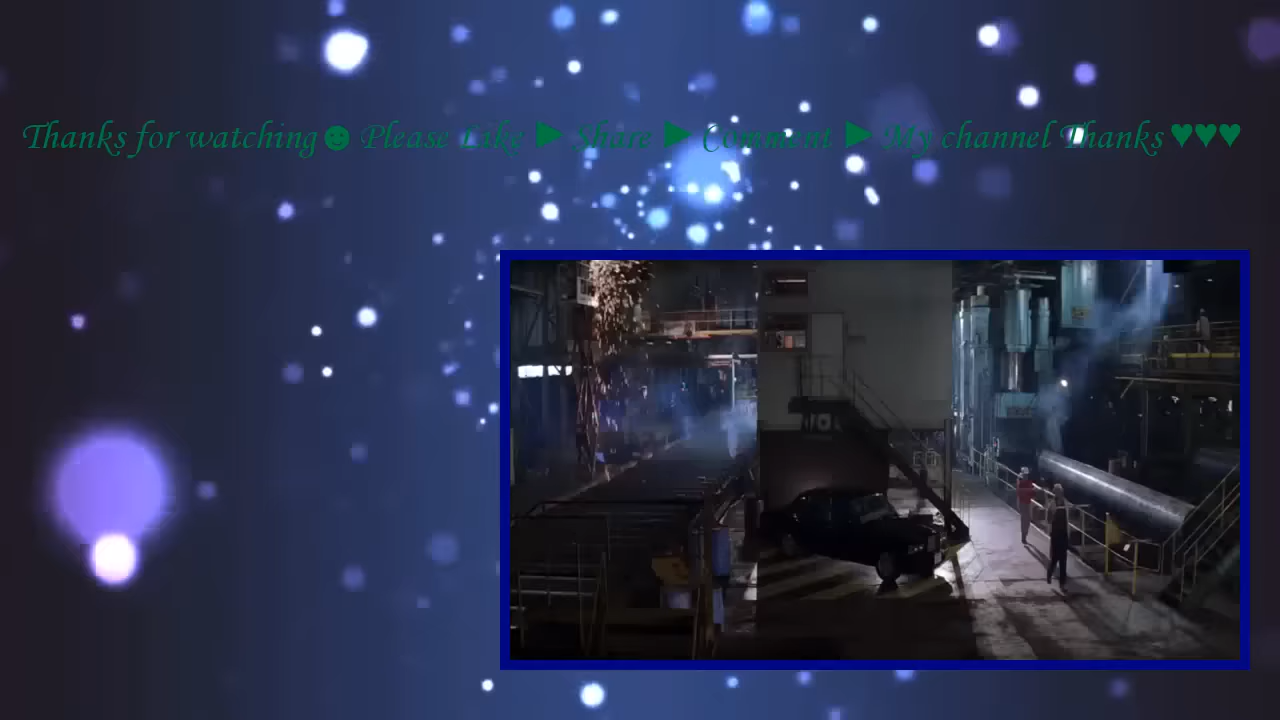 Thanks for watching☻ Please Like ► Share ► Comment ► My channel Thanks♥♥♥